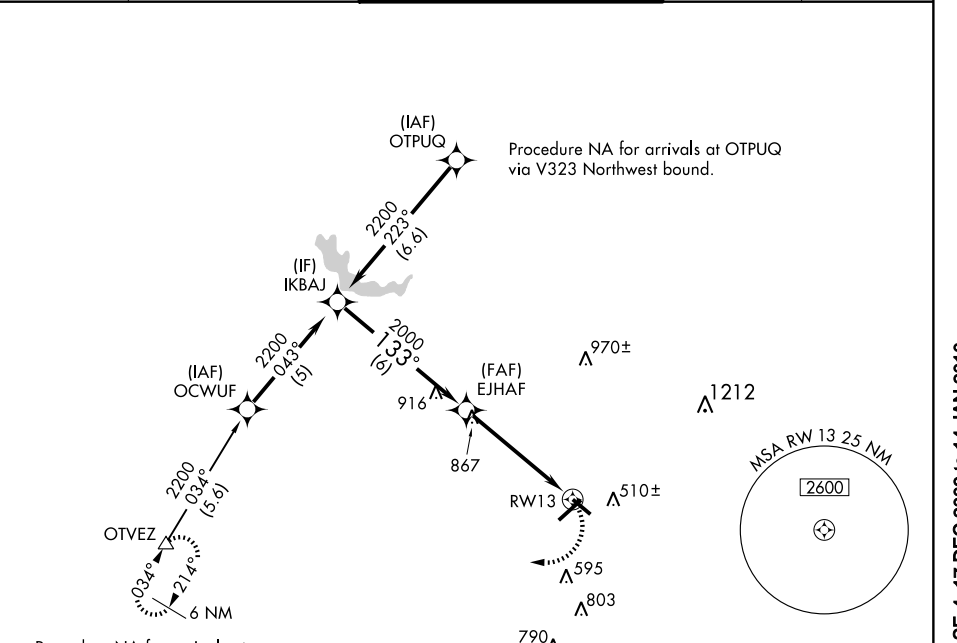 (IAF)
OTPUQ
Procedure NA for arrivals at OTPUQ
via V323 Northwest bound.
2200
223°
(6.6)
(IF)
IKBAJ
2000
133°
(6)
2200
043°
(5)
(IAF)
OCWUF
(FAF)
EJHAF
970±
916
1212
867
MSA RW 13 25 NM
2600
2200
034°
(5.6)
RW13
510±
OTVEZ
034°
214°
6 NM
595
803
790